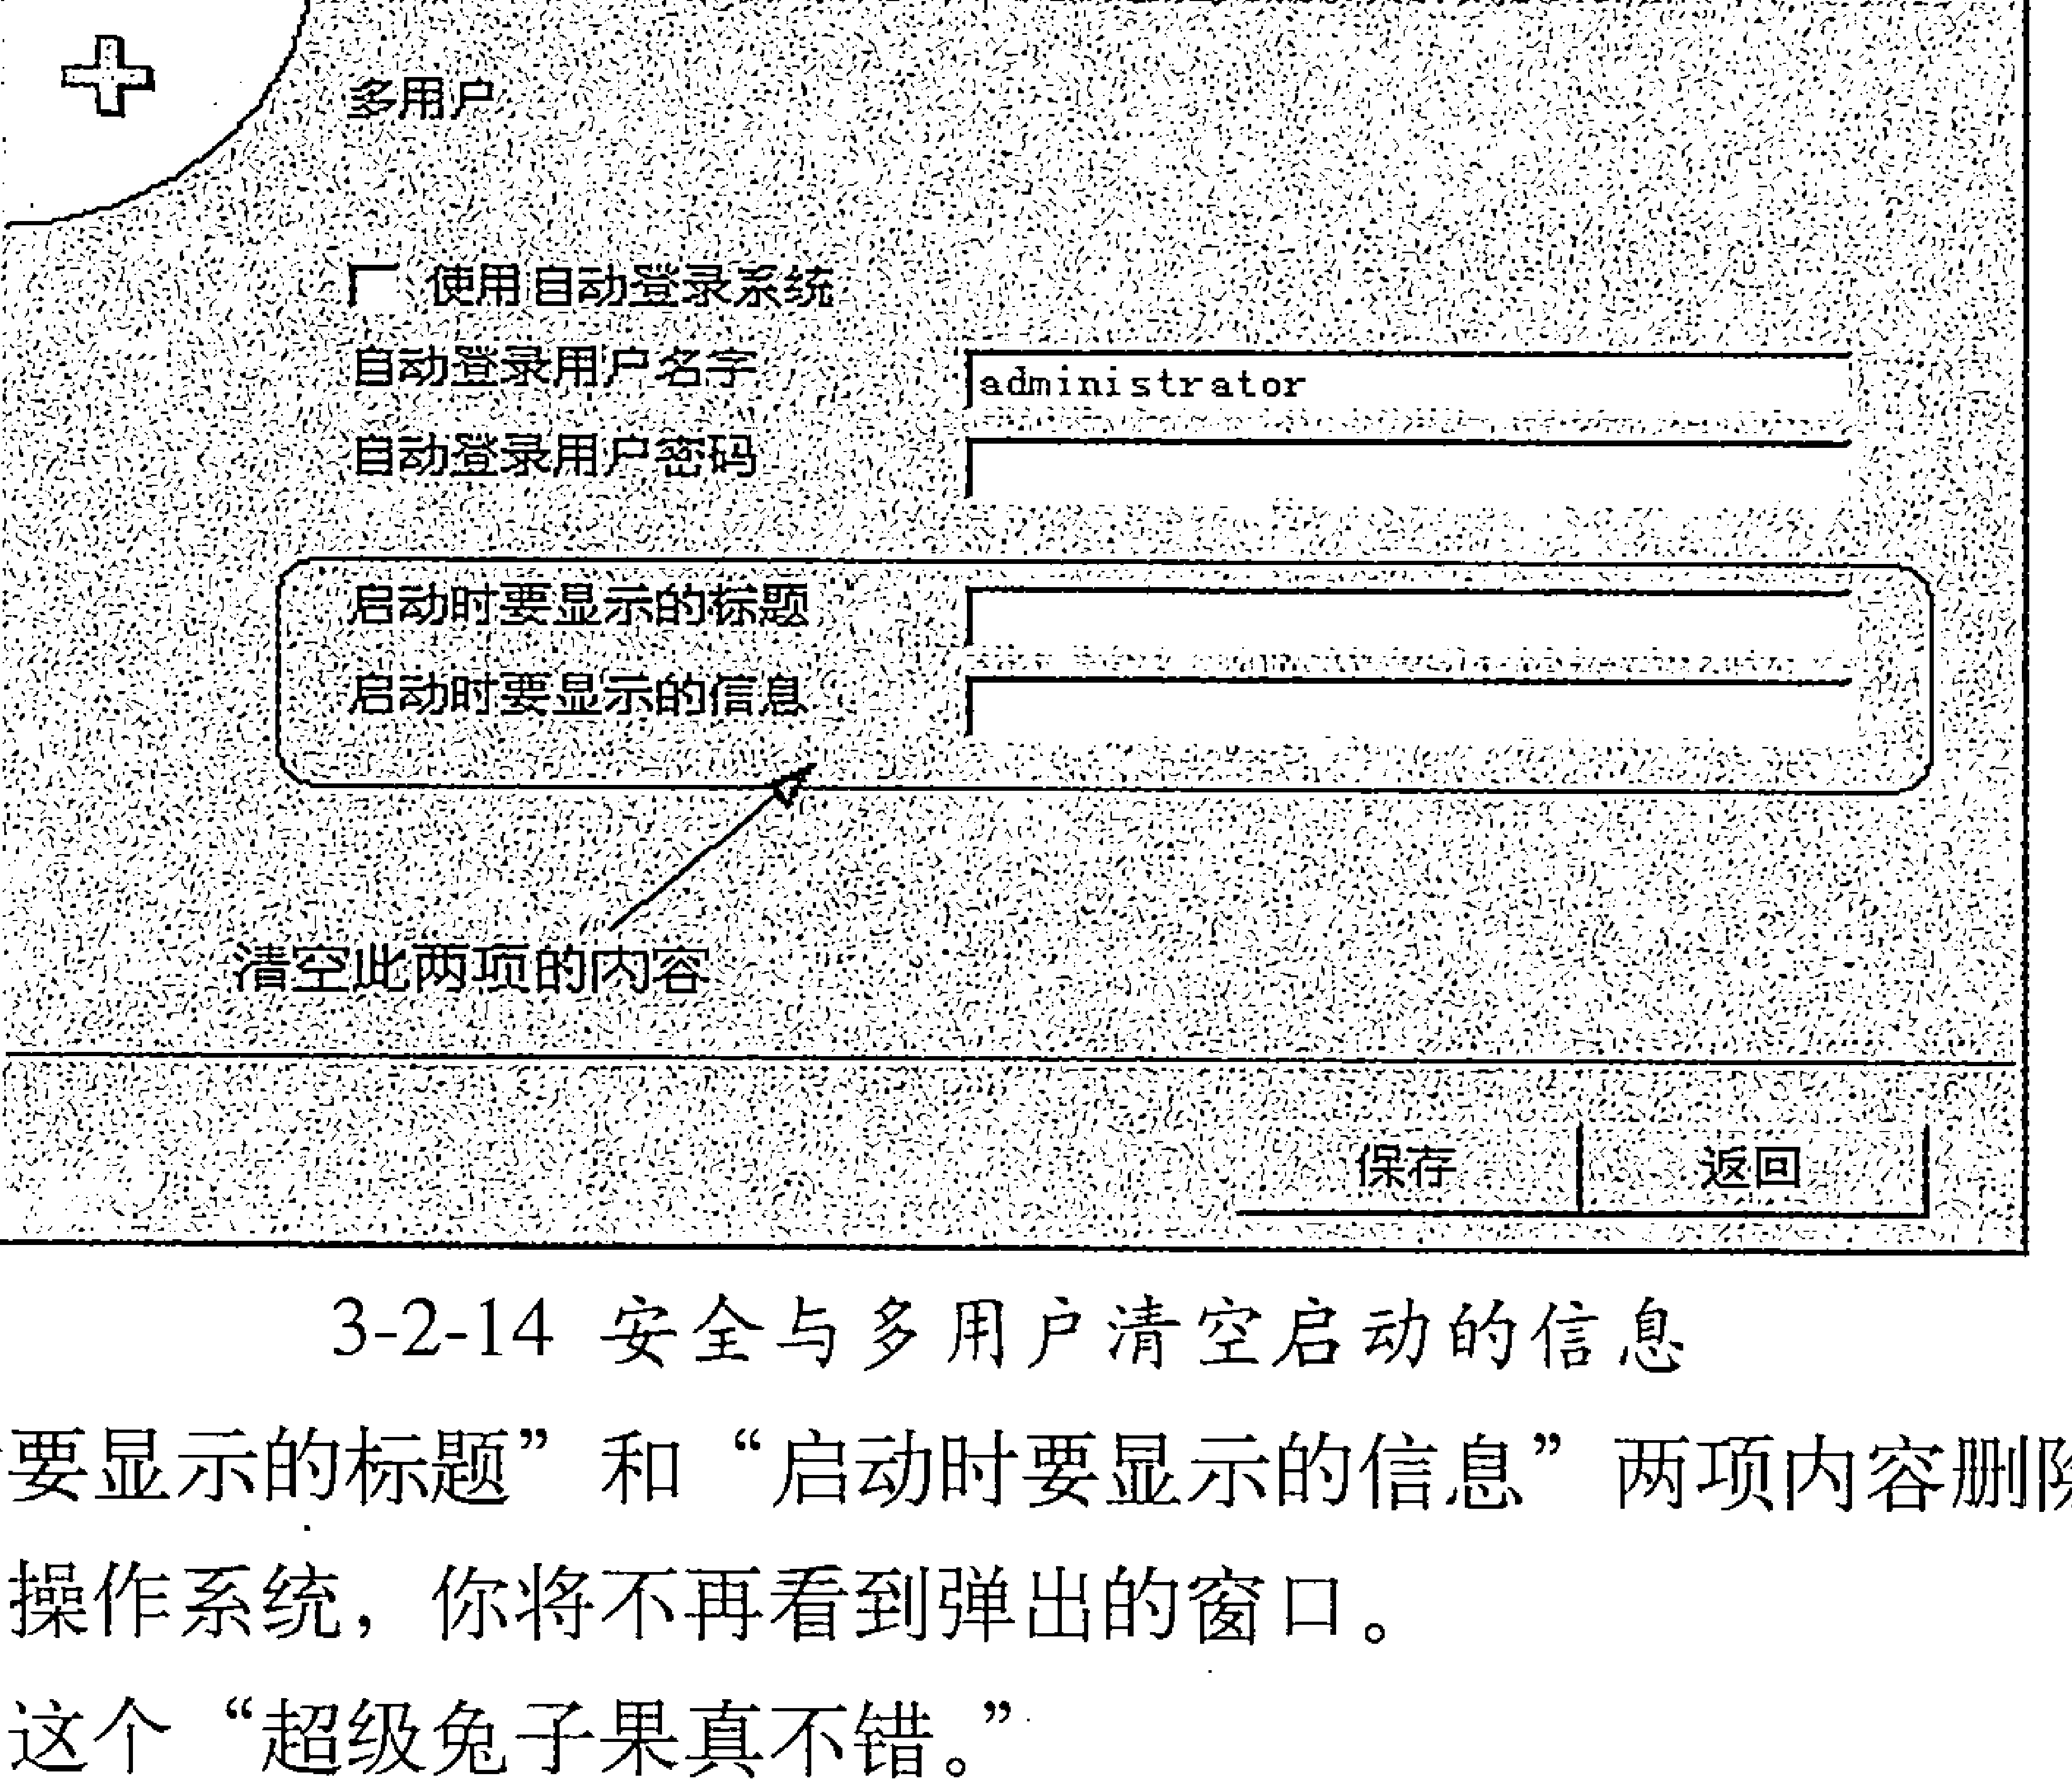 多用户
使用自动登录系统
自动登录用户名字
administrator
自动登录用户密码
启动时要显示的标题
启动时要显示的信息
清空此两项的内容
保存
返回
3-2-14 安全与多用户清空启动的信息
要显示的标题”和“启动时要显示的信息”两项内容删除
操作系统，你将不再看到弹出的窗口。
这个“超级兔子果真不错。”